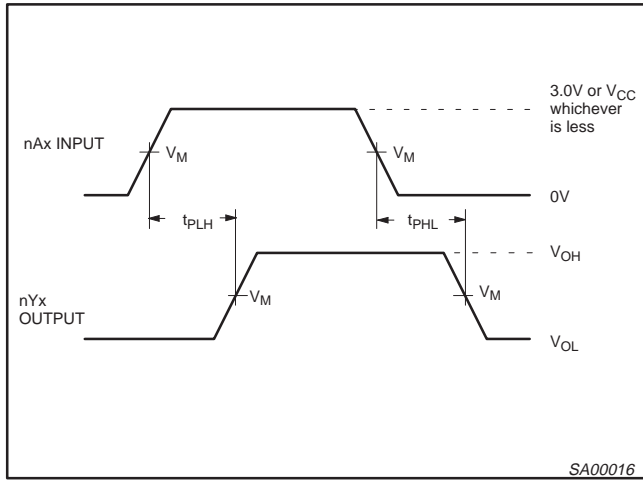 3.0V or VCC
whichever
is less
nAx INPUT
VM
VM
0V
tPLH
tPHL
VOH
nYx
OUTPUT
VM
VM
VOL
SA00016